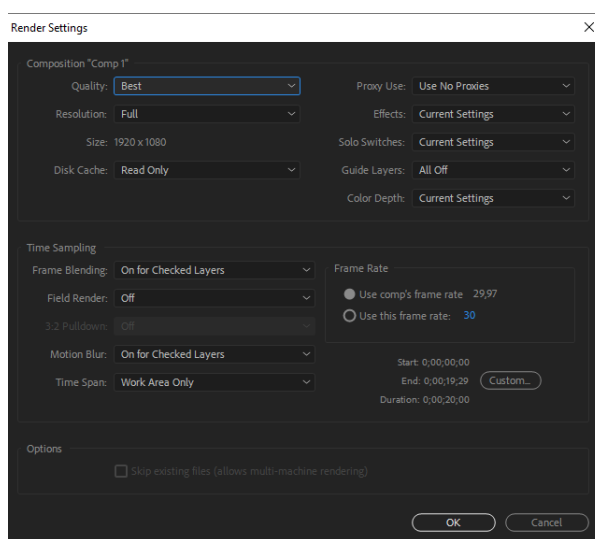 Render Settings
Composition "Comp 1"
Quality: Best
Resolution: Full
Size: 1920 x 1080
Disk Cache: Read Only
Proxy Use: Use No Proxies
Effects: Current Settings
Solo Switches: Current Settings
Guide Layers: All Off
Color Depth: Current Settings
Time Sampling
Frame Blending: On for Checked Layers
Field Render: Off
3:2 Pulldown: Off
Motion Blur: On for Checked Layers
Time Span: Work Area Only
Frame Rate
Use comp's frame rate 29,97
Use this frame rate: 30
Start: 0;00;00;00
End: 0;00;19;29 Custom...
Duration: 0;00;20;00
Options
Skip existing files (allows multi-machine rendering)
OK Cancel